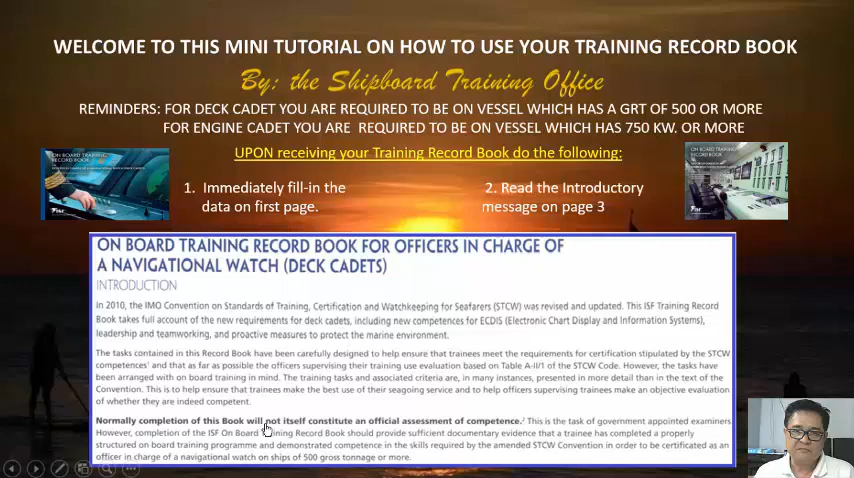 WELCOME TO THIS MINI TUTORIAL ON HOW TO USE YOUR TRAINING RECORD BOOK
By: the Shipboard Training Office
REMINDERS: FOR DECK CADET YOU ARE REQUIRED TO BE ON VESSEL WHICH HAS A GRT OF 500 OR MORE
FOR ENGINE CADET YOU ARE REQUIRED TO BE ON VESSEL WHICH HAS 750 KW. OR MORE
UPON receiving your Training Record Book do the following:
ON BOARD TRAINING
RECORD BOOK
ON BOARD TRAINING
RECORD BOOK
1. Immediately fill-in the
data on first page.
2. Read the Introductory
message on page 3
ON BOARD TRAINING RECORD BOOK FOR OFFICERS IN CHARGE OF
A NAVIGATIONAL WATCH (DECK CADETS)
INTRODUCTION
In 2010, the IMO Convention on Standards of Training, Certification and Watchkeeping for Seafarers (STCW) was revised and updated. This ISF Training Record
Book takes full account of the new requirements for deck cadets, including new competences for ECDIS (Electronic Chart Display and Information Systems),
leadership and teamworking, and proactive measures to protect the marine environment.
The tasks contained in this Record Book have been carefully designed to help ensure that trainees meet the requirements for certification stipulated by the STCW
competences¹ and that as far as possible the officers supervising their training use evaluation based on Table A-II/1 of the STCW Code. However, the tasks have
been arranged with on board training in mind. The training tasks and associated criteria are, in many instances, presented in more detail than in the text of the
Convention. This is to help ensure that trainees make the best use of their seagoing service and to help officers supervising trainees make an objective evaluation
of whether they are indeed competent.
Normally completion of this Book will not itself constitute an official assessment of competence.² This is the task of government appointed examiners
However, completion of the ISF On Board Training Record Book should provide sufficient documentary evidence that a trainee has completed a properly
structured on board training programme and demonstrated competence in the skills required by the amended STCW Convention in order to be certificated as an
officer in charge of a navigational watch on ships of 500 gross tonnage or more.